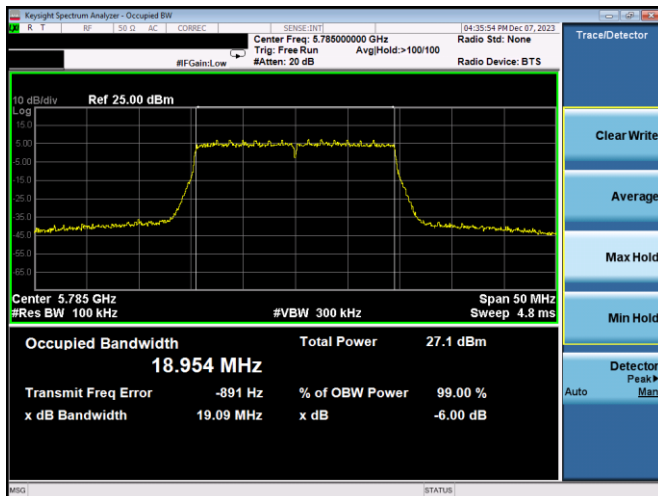 Keysight Spectrum Analyzer - Occupied BW
R T RF 50 Ω AC CORREC SENSE:INT 04:35:54 PM Dec 07, 2023
Center Freq: 5.785000000 GHz Radio Std: None
Trig: Free Run Avg|Hold:>100/100
#IFGain:Low #Atten: 20 dB Radio Device: BTS
Trace/Detector
10 dB/div Ref 25.00 dBm
Log
15.0
5.00
-5.00
-15.0
-25.0
-35.0
-45.0
-55.0
-65.0
Center 5.785 GHz Span 50 MHz
#Res BW 100 kHz #VBW 300 kHz Sweep 4.8 ms
Clear Write
Average
Max Hold
Min Hold
Detector
Peak▶
Auto Man
Occupied Bandwidth Total Power 27.1 dBm
18.954 MHz
Transmit Freq Error -891 Hz % of OBW Power 99.00 %
x dB Bandwidth 19.09 MHz x dB -6.00 dB
MSG STATUS